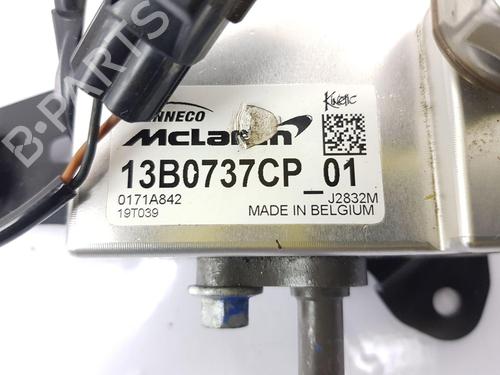 NNECO
Kinetic
McLaren
13B0737CP_01
0171A842
J2832M
19T039
MADE IN BELGIUM
B-PARTS